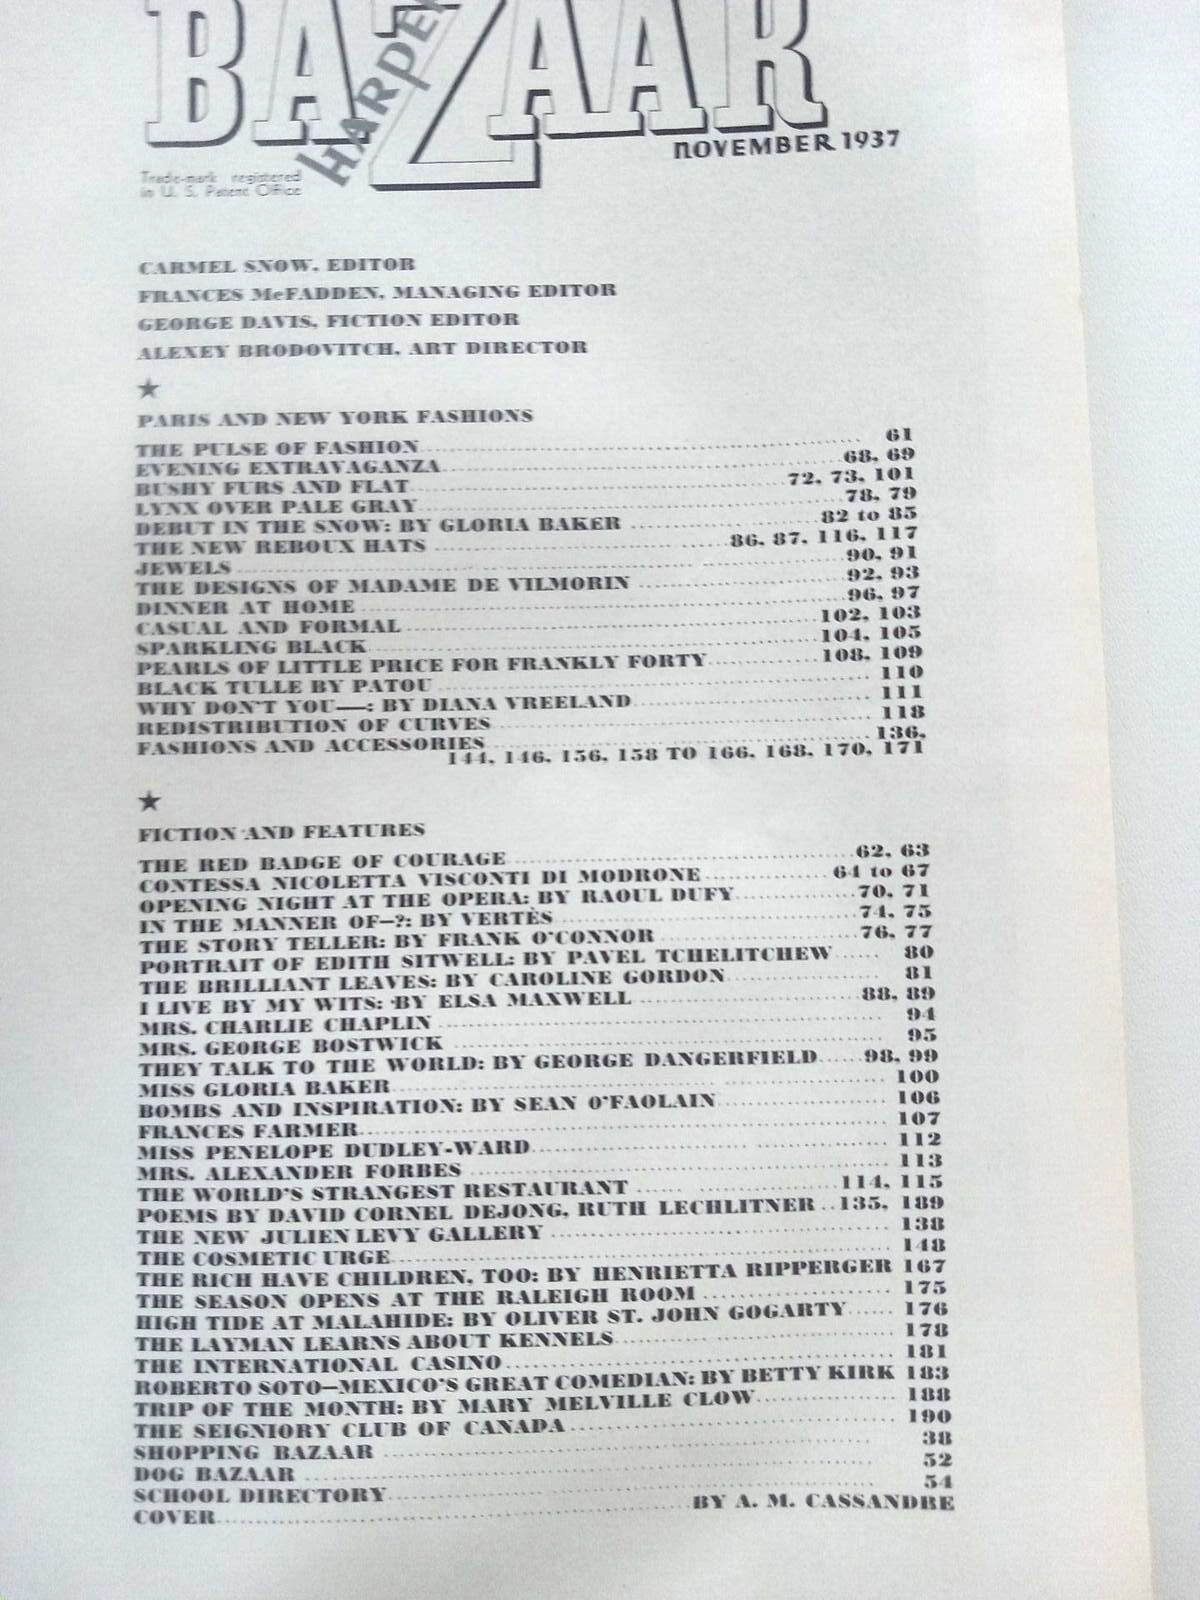 BAZAAR
HARPER
NOVEMBER 1937
Trade-mark registered
in U. S. Patent Office
CARMEL SNOW, EDITOR
FRANCES McFADDEN, MANAGING EDITOR
GEORGE DAVIS, FICTION EDITOR
ALEXEY BRODOVITCH, ART DIRECTOR
★
PARIS AND NEW YORK FASHIONS
THE PULSE OF FASHION 61
EVENING EXTRAVAGANZA 68, 69
BUSHY FURS AND FLAT 72, 73, 101
LYNX OVER PALE GRAY 78, 79
DEBUT IN THE SNOW: BY GLORIA BAKER 82 to 85
THE NEW REBOUX HATS 86, 87, 116, 117
JEWELS 90, 91
THE DESIGNS OF MADAME DE VILMORIN 92, 93
DINNER AT HOME 96, 97
CASUAL AND FORMAL 102, 103
SPARKLING BLACK 104, 105
PEARLS OF LITTLE PRICE FOR FRANKLY FORTY 108, 109
BLACK TULLE BY PATOU 110
WHY DON'T YOU—: BY DIANA VREELAND 111
REDISTRIBUTION OF CURVES 118
FASHIONS AND ACCESSORIES 136,
144, 146, 156, 158 TO 166, 168, 170, 171
★
FICTION AND FEATURES
THE RED BADGE OF COURAGE 62, 63
CONTESSA NICOLETTA VISCONTI DI MODRONE 64 to 67
OPENING NIGHT AT THE OPERA: BY RAOUL DUFY 70, 71
IN THE MANNER OF—?: BY VERTÈS 74, 75
THE STORY TELLER: BY FRANK O'CONNOR 76, 77
PORTRAIT OF EDITH SITWELL: BY PAVEL TCHELITCHEW 80
THE BRILLIANT LEAVES: BY CAROLINE GORDON 81
I LIVE BY MY WITS: BY ELSA MAXWELL 88, 89
MRS. CHARLIE CHAPLIN 94
MRS. GEORGE BOSTWICK 95
THEY TALK TO THE WORLD: BY GEORGE DANGERFIELD 98, 99
MISS GLORIA BAKER 100
BOMBS AND INSPIRATION: BY SEAN O'FAOLAIN 106
FRANCES FARMER 107
MISS PENELOPE DUDLEY-WARD 112
MRS. ALEXANDER FORBES 113
THE WORLD'S STRANGEST RESTAURANT 114, 115
POEMS BY DAVID CORNEL DEJONG, RUTH LECHLITNER 135, 189
THE NEW JULIEN LEVY GALLERY 138
THE COSMETIC URGE 148
THE RICH HAVE CHILDREN, TOO: BY HENRIETTA RIPPERGER 167
THE SEASON OPENS AT THE RALEIGH ROOM 175
HIGH TIDE AT MALAHIDE: BY OLIVER ST. JOHN GOGARTY 176
THE LAYMAN LEARNS ABOUT KENNELS 178
THE INTERNATIONAL CASINO 181
ROBERTO SOTO—MEXICO'S GREAT COMEDIAN: BY BETTY KIRK 183
TRIP OF THE MONTH: BY MARY MELVILLE CLOW 188
THE SEIGNIORY CLUB OF CANADA 190
SHOPPING BAZAAR 38
DOG BAZAAR 52
SCHOOL DIRECTORY 54
COVER BY A. M. CASSANDRE